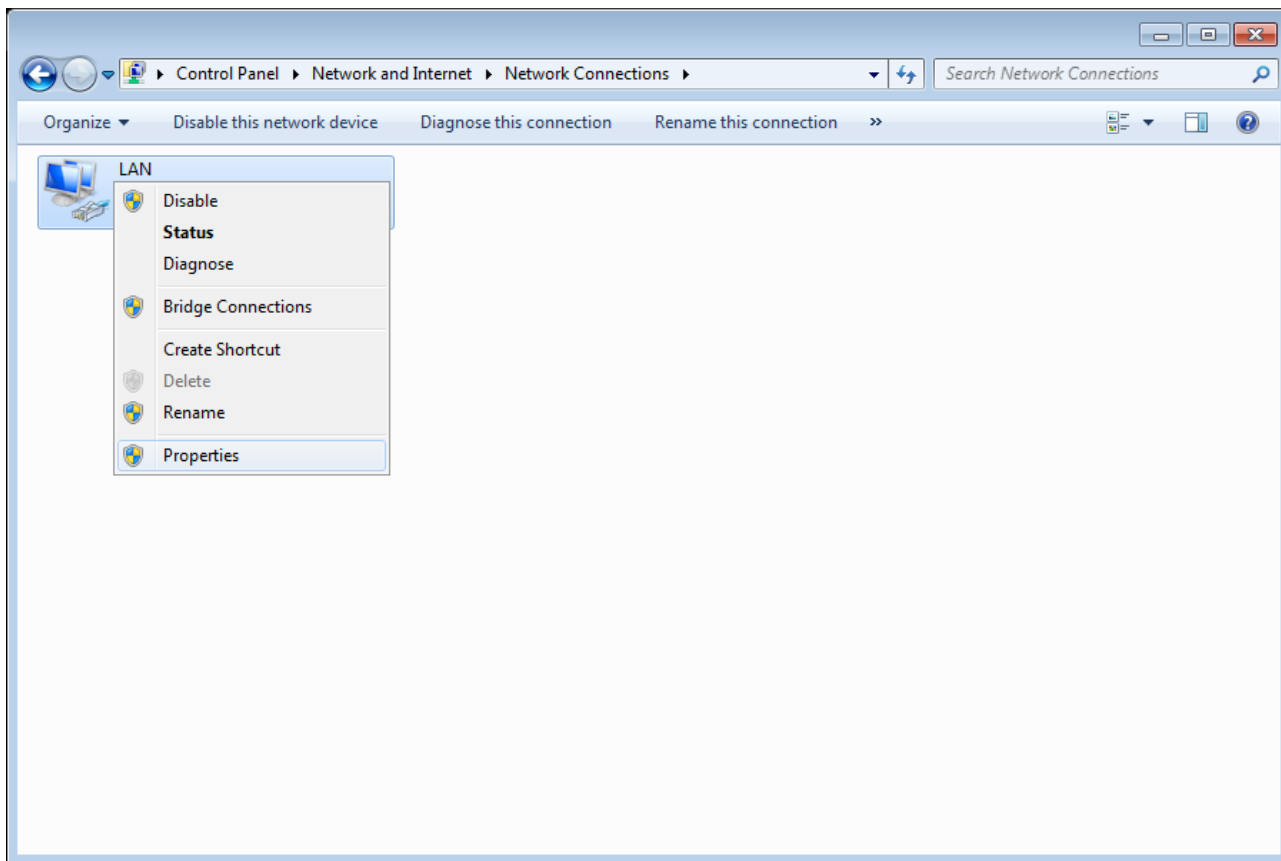 Control Panel Network and Internet Network Connections Search Network Connections
Organize Disable this network device Diagnose this connection Rename this connection »
LAN
Disable
Status
Diagnose
Bridge Connections
Create Shortcut
Delete
Rename
Properties